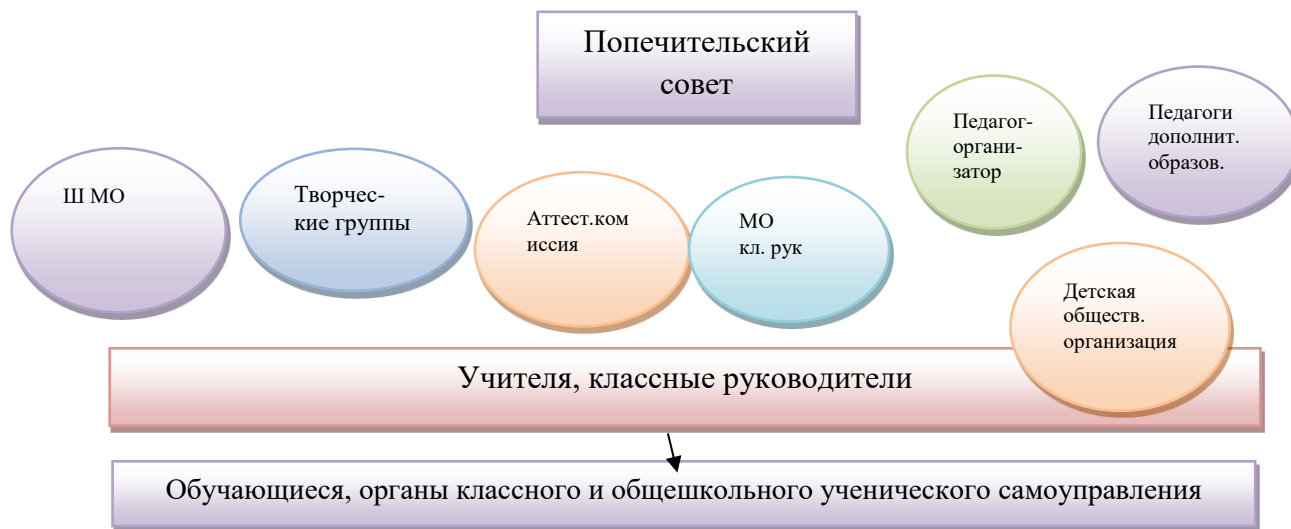 Попечительский
совет
Педагог-
органи-
затор
Педагоги
дополнит.
образов.
Ш МО
Творчес-
кие группы
Аттест.ком
иссия
МО
кл. рук
Детская
обществ.
организация
Учителя, классные руководители
Обучающиеся, органы классного и общешкольного ученического самоуправления